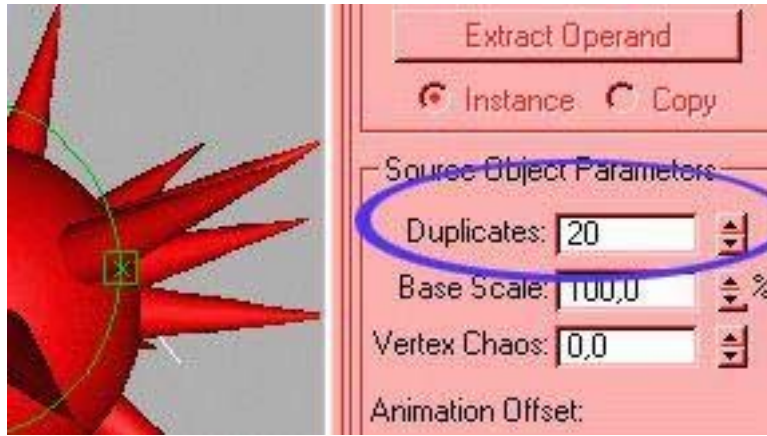 Extract Operand
Instance Copy
Source Object Parameters
Duplicates: 20
Base Scale: 100,0 %
Vertex Chaos: 0,0
Animation Offset: